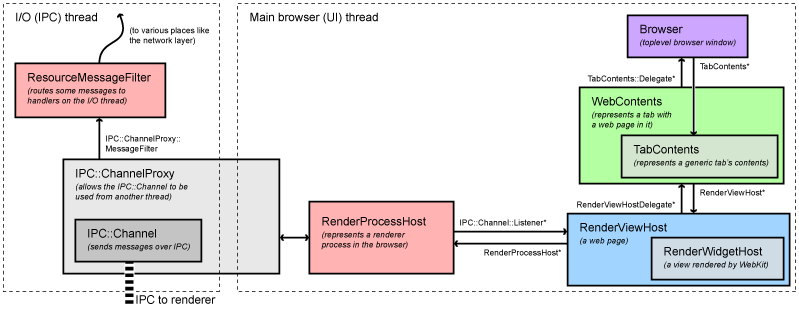 I/O (IPC) thread
(to various places like
the network layer)
ResourceMessageFilter
(routes some messages to
handlers on the I/O thread)
IPC::ChannelProxy::
MessageFilter
IPC::ChannelProxy
(allows the IPC::Channel to be
used from another thread)
IPC::Channel
(sends messages over IPC)
IPC to renderer
Main browser (UI) thread
Browser
(toplevel browser window)
TabContents::Delegate*
TabContents*
WebContents
(represents a tab with
a web page in it)
TabContents
(represents a generic tab's contents)
RenderViewHostDelegate*
RenderViewHost*
RenderProcessHost
(represents a renderer
process in the browser)
IPC::Channel::Listener*
RenderProcessHost*
RenderViewHost
(a web page)
RenderWidgetHost
(a view rendered by WebKit)